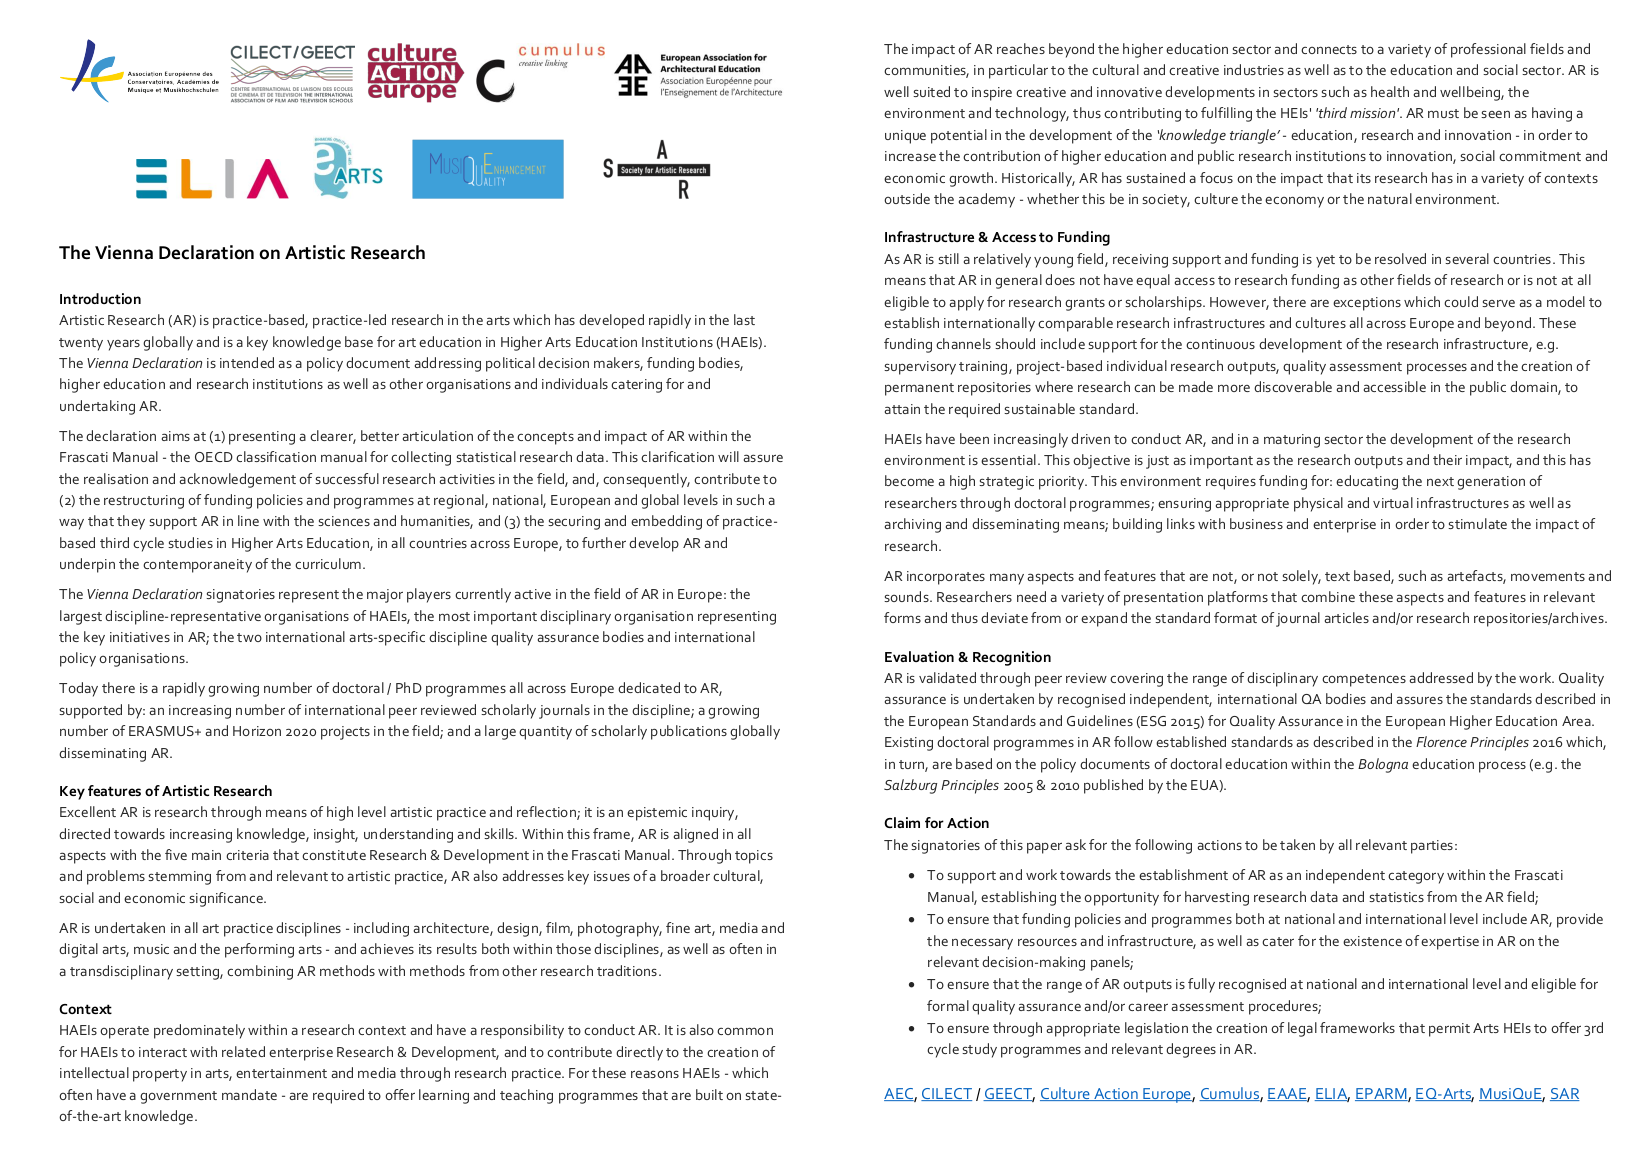 Association Européenne des
Conservatoires, Académies de
Musique et Musikhochschulen
CILECT/GEECT
CENTRE INTERNATIONAL DE LIAISON DES ECOLES
DE CINEMA ET DE TELEVISION THE INTERNATIONAL
ASSOCIATION OF FILM AND TELEVISION SCHOOLS
culture
ACTION
europe
cumulus
creative linking
European Association for
Architectural Education
Association Européenne pour
l'Enseignement de l'Architecture
ELIA
eQ ARTS
MUSIQUE ENHANCEMENT
QUALITY
S A R
Society for Artistic Research
The Vienna Declaration on Artistic Research
Introduction
Artistic Research (AR) is practice-based, practice-led research in the arts which has developed rapidly in the last
twenty years globally and is a key knowledge base for art education in Higher Arts Education Institutions (HAEIs).
The Vienna Declaration is intended as a policy document addressing political decision makers, funding bodies,
higher education and research institutions as well as other organisations and individuals catering for and
undertaking AR.
The declaration aims at (1) presenting a clearer, better articulation of the concepts and impact of AR within the
Frascati Manual - the OECD classification manual for collecting statistical research data. This clarification will assure
the realisation and acknowledgement of successful research activities in the field, and, consequently, contribute to
(2) the restructuring of funding policies and programmes at regional, national, European and global levels in such a
way that they support AR in line with the sciences and humanities, and (3) the securing and embedding of practice-
based third cycle studies in Higher Arts Education, in all countries across Europe, to further develop AR and
underpin the contemporaneity of the curriculum.
The Vienna Declaration signatories represent the major players currently active in the field of AR in Europe: the
largest discipline-representative organisations of HAEIs, the most important disciplinary organisation representing
the key initiatives in AR; the two international arts-specific discipline quality assurance bodies and international
policy organisations.
Today there is a rapidly growing number of doctoral / PhD programmes all across Europe dedicated to AR,
supported by: an increasing number of international peer reviewed scholarly journals in the discipline; a growing
number of ERASMUS+ and Horizon 2020 projects in the field; and a large quantity of scholarly publications globally
disseminating AR.
Key features of Artistic Research
Excellent AR is research through means of high level artistic practice and reflection; it is an epistemic inquiry,
directed towards increasing knowledge, insight, understanding and skills. Within this frame, AR is aligned in all
aspects with the five main criteria that constitute Research & Development in the Frascati Manual. Through topics
and problems stemming from and relevant to artistic practice, AR also addresses key issues of a broader cultural,
social and economic significance.
AR is undertaken in all art practice disciplines - including architecture, design, film, photography, fine art, media and
digital arts, music and the performing arts - and achieves its results both within those disciplines, as well as often in
a transdisciplinary setting, combining AR methods with methods from other research traditions.
Context
HAEIs operate predominately within a research context and have a responsibility to conduct AR. It is also common
for HAEIs to interact with related enterprise Research & Development, and to contribute directly to the creation of
intellectual property in arts, entertainment and media through research practice. For these reasons HAEIs - which
often have a government mandate - are required to offer learning and teaching programmes that are built on state-
of-the-art knowledge.
The impact of AR reaches beyond the higher education sector and connects to a variety of professional fields and
communities, in particular to the cultural and creative industries as well as to the education and social sector. AR is
well suited to inspire creative and innovative developments in sectors such as health and wellbeing, the
environment and technology, thus contributing to fulfilling the HEIs' 'third mission'. AR must be seen as having a
unique potential in the development of the 'knowledge triangle' - education, research and innovation - in order to
increase the contribution of higher education and public research institutions to innovation, social commitment and
economic growth. Historically, AR has sustained a focus on the impact that its research has in a variety of contexts
outside the academy - whether this be in society, culture the economy or the natural environment.
Infrastructure & Access to Funding
As AR is still a relatively young field, receiving support and funding is yet to be resolved in several countries. This
means that AR in general does not have equal access to research funding as other fields of research or is not at all
eligible to apply for research grants or scholarships. However, there are exceptions which could serve as a model to
establish internationally comparable research infrastructures and cultures all across Europe and beyond. These
funding channels should include support for the continuous development of the research infrastructure, e.g.
supervisory training, project-based individual research outputs, quality assessment processes and the creation of
permanent repositories where research can be made more discoverable and accessible in the public domain, to
attain the required sustainable standard.
HAEIs have been increasingly driven to conduct AR, and in a maturing sector the development of the research
environment is essential. This objective is just as important as the research outputs and their impact, and this has
become a high strategic priority. This environment requires funding for: educating the next generation of
researchers through doctoral programmes; ensuring appropriate physical and virtual infrastructures as well as
archiving and disseminating means; building links with business and enterprise in order to stimulate the impact of
research.
AR incorporates many aspects and features that are not, or not solely, text based, such as artefacts, movements and
sounds. Researchers need a variety of presentation platforms that combine these aspects and features in relevant
forms and thus deviate from or expand the standard format of journal articles and/or research repositories/archives.
Evaluation & Recognition
AR is validated through peer review covering the range of disciplinary competences addressed by the work. Quality
assurance is undertaken by recognised independent, international QA bodies and assures the standards described in
the European Standards and Guidelines (ESG 2015) for Quality Assurance in the European Higher Education Area.
Existing doctoral programmes in AR follow established standards as described in the Florence Principles 2016 which,
in turn, are based on the policy documents of doctoral education within the Bologna education process (e.g. the
Salzburg Principles 2005 & 2010 published by the EUA).
Claim for Action
The signatories of this paper ask for the following actions to be taken by all relevant parties:
• To support and work towards the establishment of AR as an independent category within the Frascati
Manual, establishing the opportunity for harvesting research data and statistics from the AR field;
• To ensure that funding policies and programmes both at national and international level include AR, provide
the necessary resources and infrastructure, as well as cater for the existence of expertise in AR on the
relevant decision-making panels;
• To ensure that the range of AR outputs is fully recognised at national and international level and eligible for
formal quality assurance and/or career assessment procedures;
• To ensure through appropriate legislation the creation of legal frameworks that permit Arts HEIs to offer 3rd
cycle study programmes and relevant degrees in AR.
AEC, CILECT / GEECT, Culture Action Europe, Cumulus, EAAE, ELIA, EPARM, EQ-Arts, MusiQuE, SAR